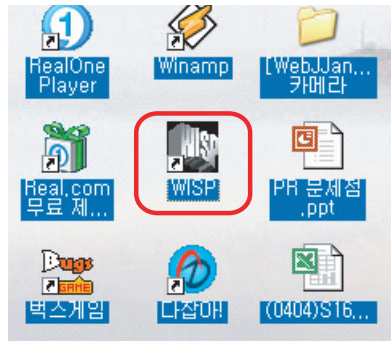 RealOne
Player
Winamp
[WebJJan...
카메라
Real,com
무료 제...
WISP
PR 문제점
,ppt
벅스게임
다잡아!
(0404)S16...
Bugs
GAME
WISP